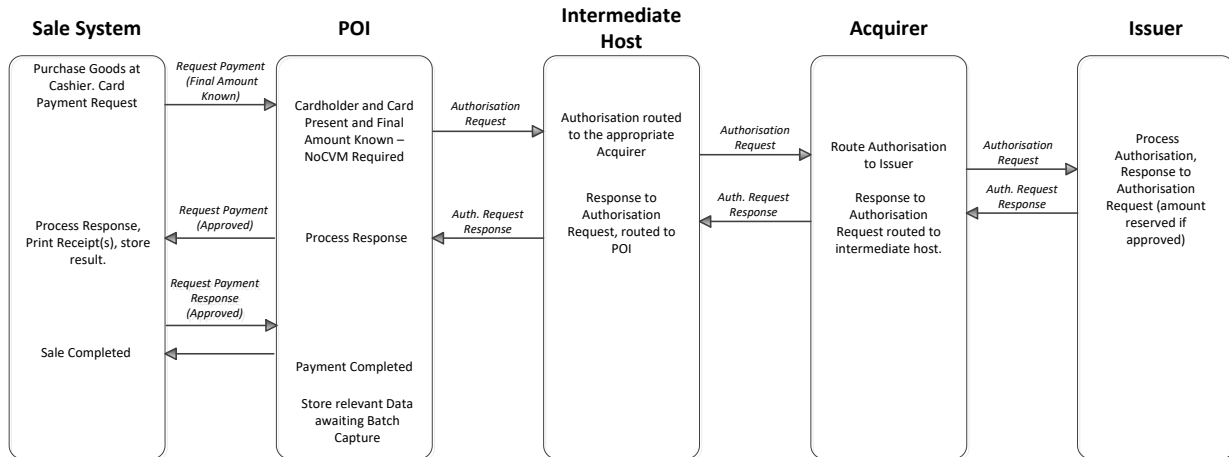 Sale System
POI
Intermediate
Host
Acquirer
Issuer
Purchase Goods at
Cashier. Card
Payment Request
Request Payment
(Final Amount
Known)
Cardholder and Card
Present and Final
Amount Known –
NoCVM Required
Authorisation
Request
Authorisation routed
to the appropriate
Acquirer
Authorisation
Request
Route Authorisation
to Issuer
Authorisation
Request
Process
Authorisation,
Response to
Authorisation
Request (amount
reserved if
approved)
Auth. Request
Response
Response to
Authorisation
Request routed to
intermediate host.
Auth. Request
Response
Response to
Authorisation
Request, routed to
POI
Auth. Request
Response
Process Response
Request Payment
(Approved)
Process Response,
Print Receipt(s), store
result.
Request Payment
Response
(Approved)
Sale Completed
Payment Completed
Store relevant Data
awaiting Batch
Capture